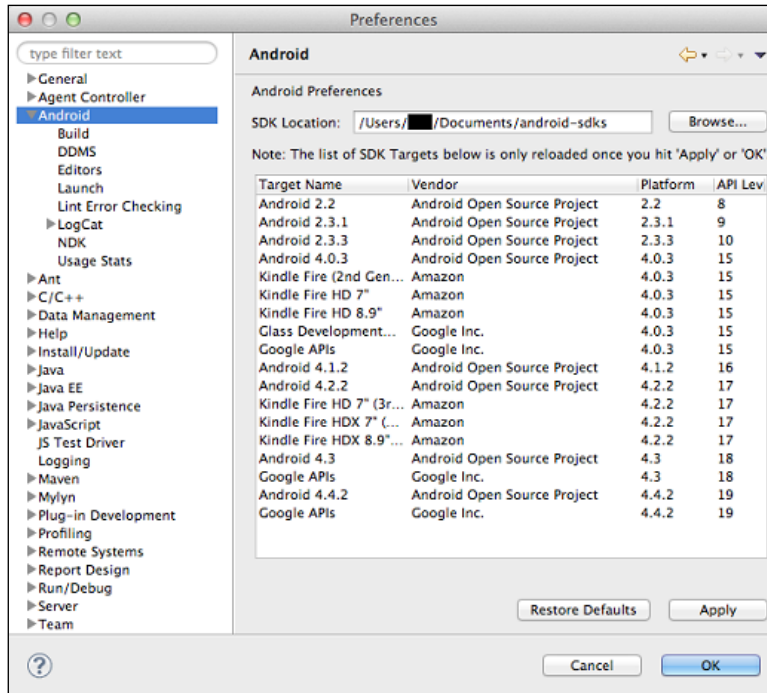 Preferences
type filter text
General
Agent Controller
Android
Build
DDMS
Editors
Launch
Lint Error Checking
LogCat
NDK
Usage Stats
Ant
C/C++
Data Management
Help
Install/Update
Java
Java EE
Java Persistence
JavaScript
JS Test Driver
Logging
Maven
Mylyn
Plug-in Development
Profiling
Remote Systems
Report Design
Run/Debug
Server
Team
Android
Android Preferences
SDK Location: /Users/ /Documents/android-sdks Browse...
Note: The list of SDK Targets below is only reloaded once you hit 'Apply' or 'OK'
Target Name Vendor Platform API Lev
Android 2.2 Android Open Source Project 2.2 8
Android 2.3.1 Android Open Source Project 2.3.1 9
Android 2.3.3 Android Open Source Project 2.3.3 10
Android 4.0.3 Android Open Source Project 4.0.3 15
Kindle Fire (2nd Gen... Amazon 4.0.3 15
Kindle Fire HD 7" Amazon 4.0.3 15
Kindle Fire HD 8.9" Amazon 4.0.3 15
Glass Development... Google Inc. 4.0.3 15
Google APIs Google Inc. 4.0.3 15
Android 4.1.2 Android Open Source Project 4.1.2 16
Android 4.2.2 Android Open Source Project 4.2.2 17
Kindle Fire HD 7" (3r... Amazon 4.2.2 17
Kindle Fire HDX 7" (... Amazon 4.2.2 17
Kindle Fire HDX 8.9"... Amazon 4.2.2 17
Android 4.3 Android Open Source Project 4.3 18
Google APIs Google Inc. 4.3 18
Android 4.4.2 Android Open Source Project 4.4.2 19
Google APIs Google Inc. 4.4.2 19
Restore Defaults Apply
? Cancel OK